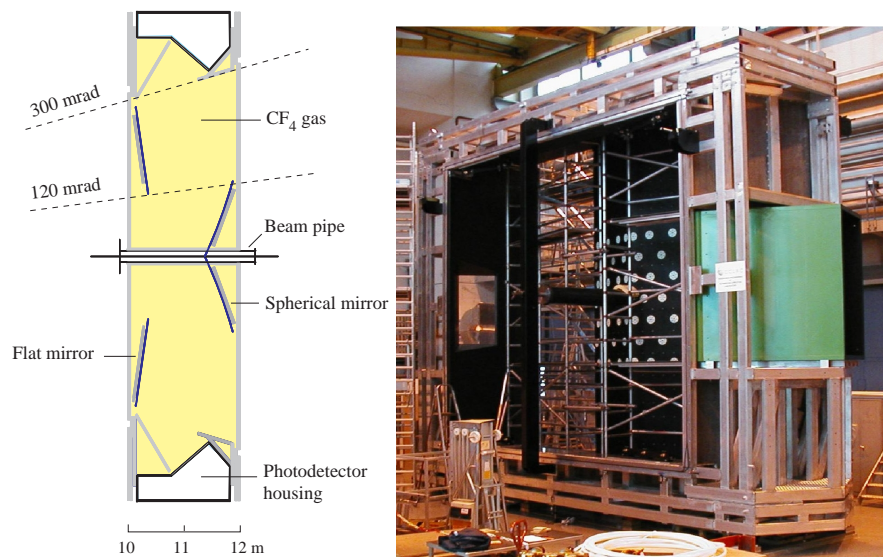 300 mrad
CF4 gas
120 mrad
Beam pipe
Spherical mirror
Flat mirror
Photodetector
housing
10 11 12 m